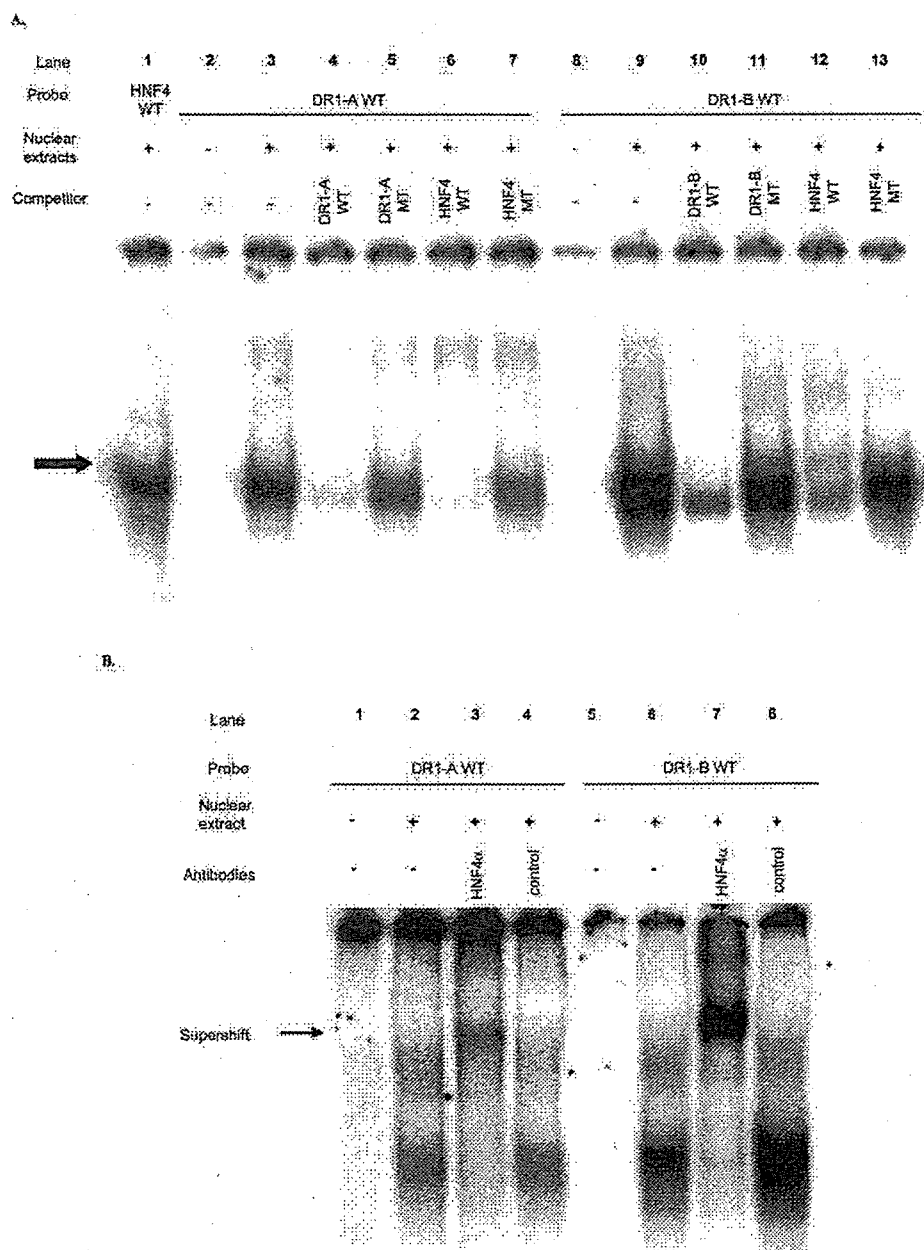 A.
Lane 1 2 3 4 5 6 7 8 9 10 11 12 13
Probe HNF4 WT DR1-A WT DR1-B WT
Nuclear extracts + - + + + + + - + + + + +
Competitor - - - DR1-A WT DR1-A MT HNF4 WT HNF4 MT - - DR1-B WT DR1-B MT HNF4 WT HNF4 MT
B.
Lane 1 2 3 4 5 6 7 8
Probe DR1-A WT DR1-B WT
Nuclear extract - + + + - + + +
Antibodies - - HNF4α control - - HNF4α control
Supershift